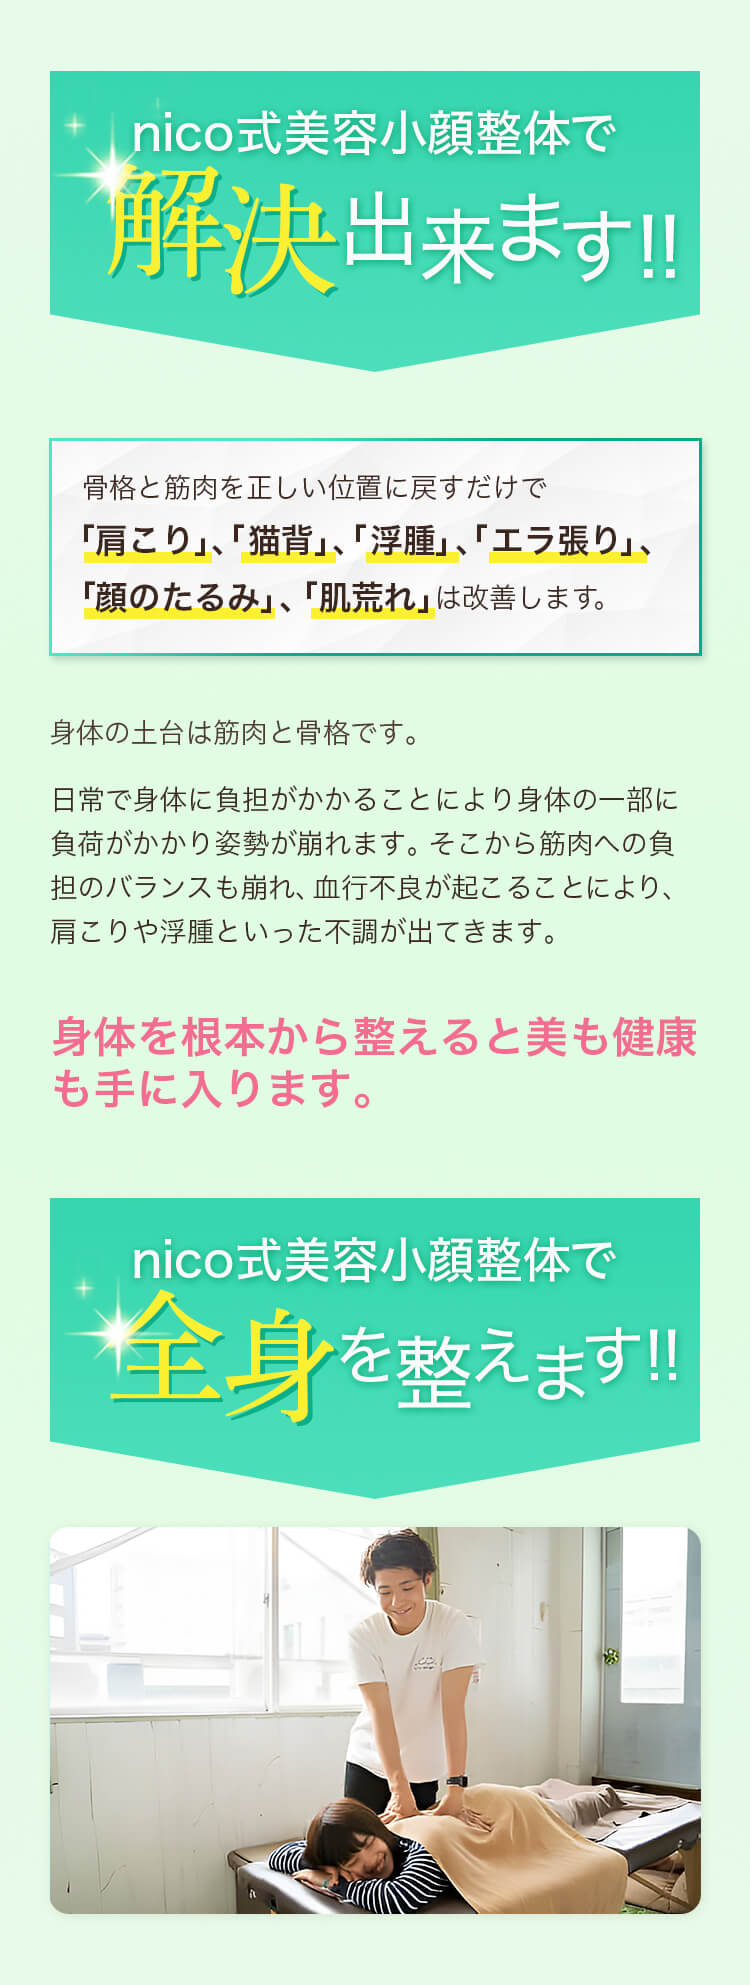 nico式美容小顔整体で
解決出来ます!!
骨格と筋肉を正しい位置に戻すだけで
「肩こり」、「猫背」、「浮腫」、「エラ張り」、
「顔のたるみ」、「肌荒れ」は改善します。
身体の土台は筋肉と骨格です。
日常で身体に負担がかかることにより身体の一部に
負荷がかかり姿勢が崩れます。そこから筋肉への負
担のバランスも崩れ、血行不良が起こることにより、
肩こりや浮腫といった不調が出てきます。
身体を根本から整えると美も健康
も手に入ります。
nico式美容小顔整体で
全身を整えます!!